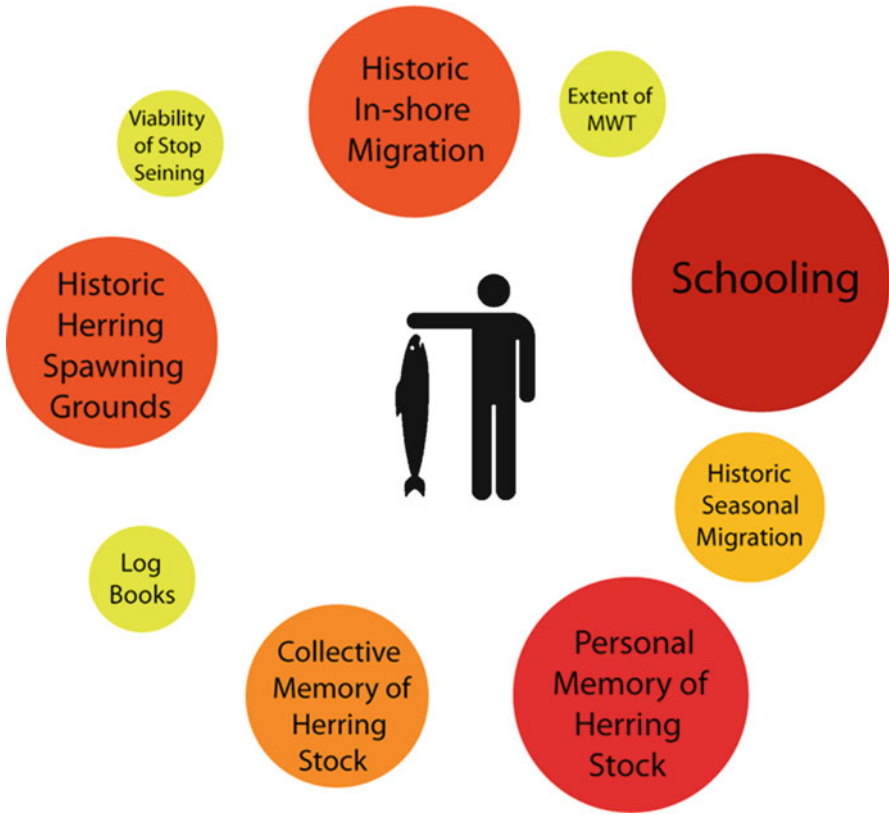 Historic
In-shore
Migration
Extent of
MWT
Viability
of Stop
Seining
Schooling
Historic
Herring
Spawning
Grounds
Historic
Seasonal
Migration
Log
Books
Collective
Memory of
Herring
Stock
Personal
Memory of
Herring
Stock